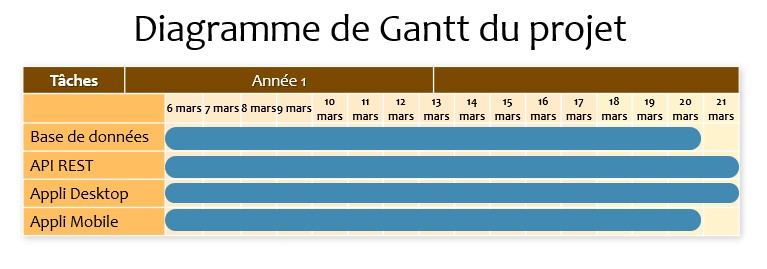 Diagramme de Gantt du projet
Tâches Année 1
6 mars 7 mars 8 mars 9 mars 10 mars 11 mars 12 mars 13 mars 14 mars 15 mars 16 mars 17 mars 18 mars 19 mars 20 mars 21 mars
Base de données
API REST
Appli Desktop
Appli Mobile